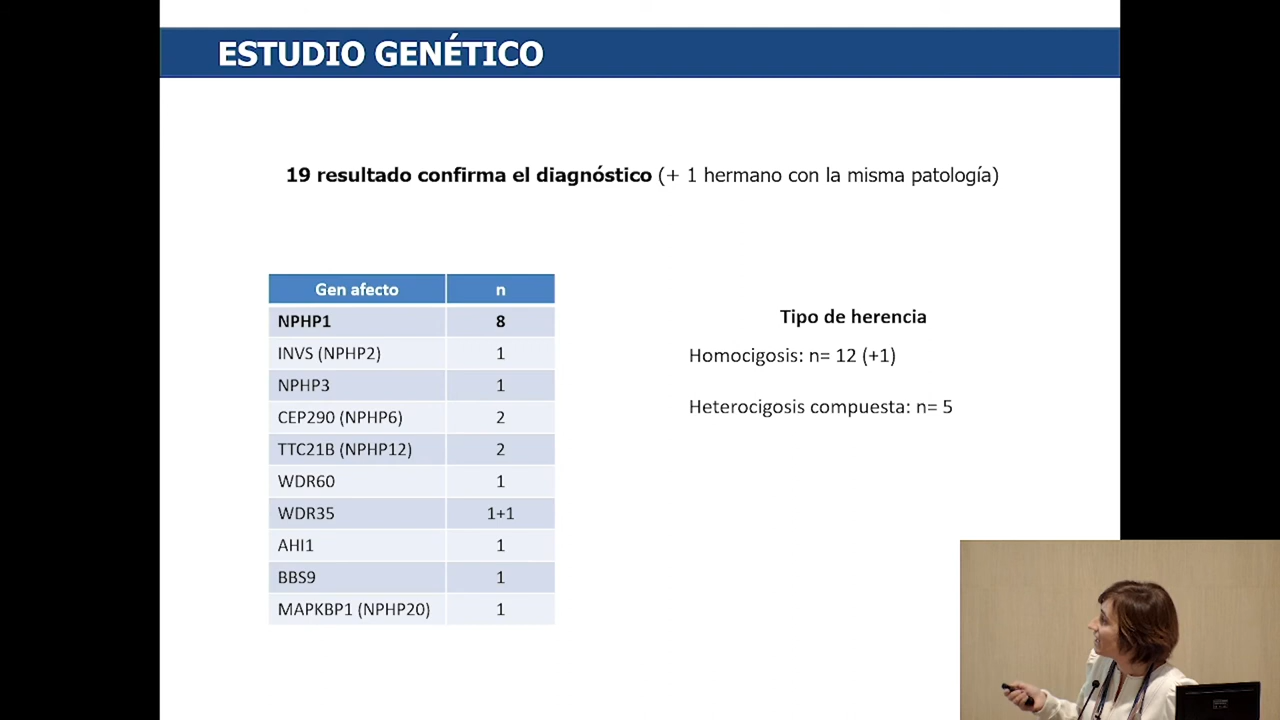 ESTUDIO GENÉTICO
19 resultado confirma el diagnóstico (+ 1 hermano con la misma patología)
Gen afecto n
NPHP1 8
INVS (NPHP2) 1
NPHP3 1
CEP290 (NPHP6) 2
TTC21B (NPHP12) 2
WDR60 1
WDR35 1+1
AHI1 1
BBS9 1
MAPKBP1 (NPHP20) 1
Tipo de herencia
Homocigosis: n= 12 (+1)
Heterocigosis compuesta: n= 5